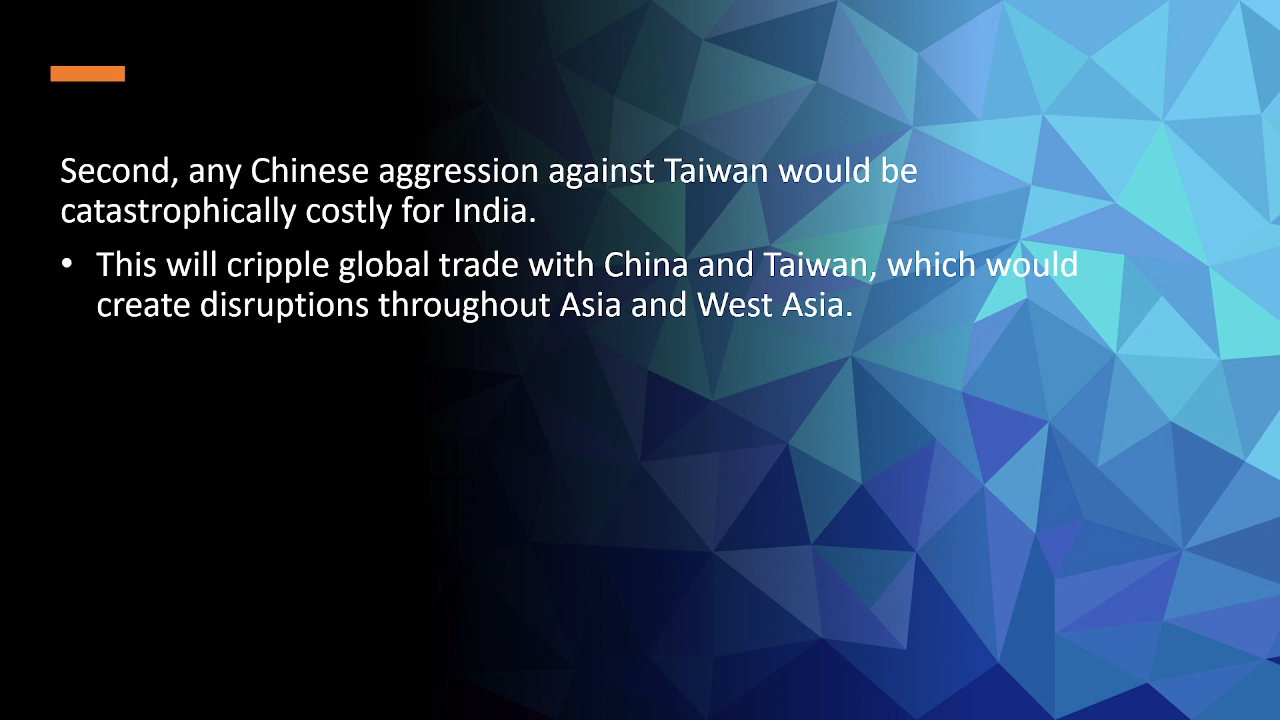 Second, any Chinese aggression against Taiwan would be
catastrophically costly for India.
• This will cripple global trade with China and Taiwan, which would
create disruptions throughout Asia and West Asia.